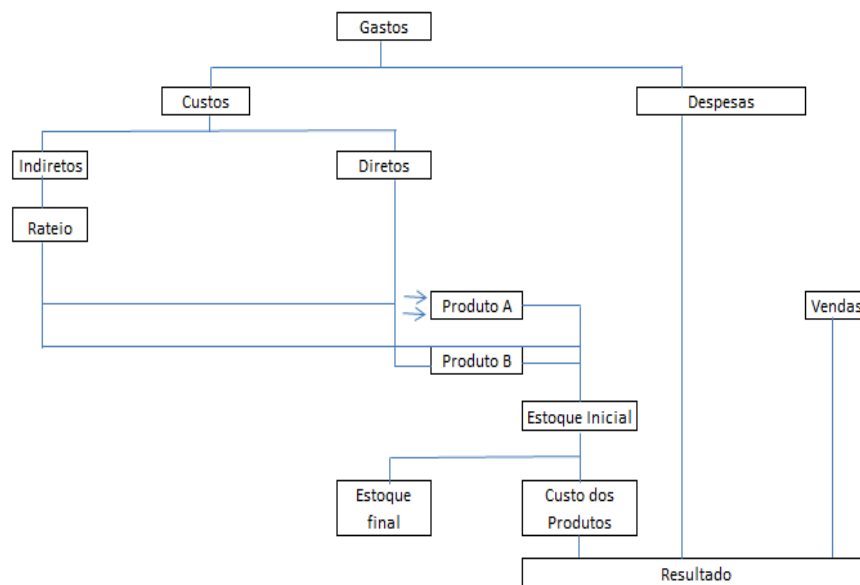 Gastos
Custos
Despesas
Indiretos
Diretos
Rateio
Produto A
Vendas
Produto B
Estoque Inicial
Estoque
final
Custo dos
Produtos
Resultado